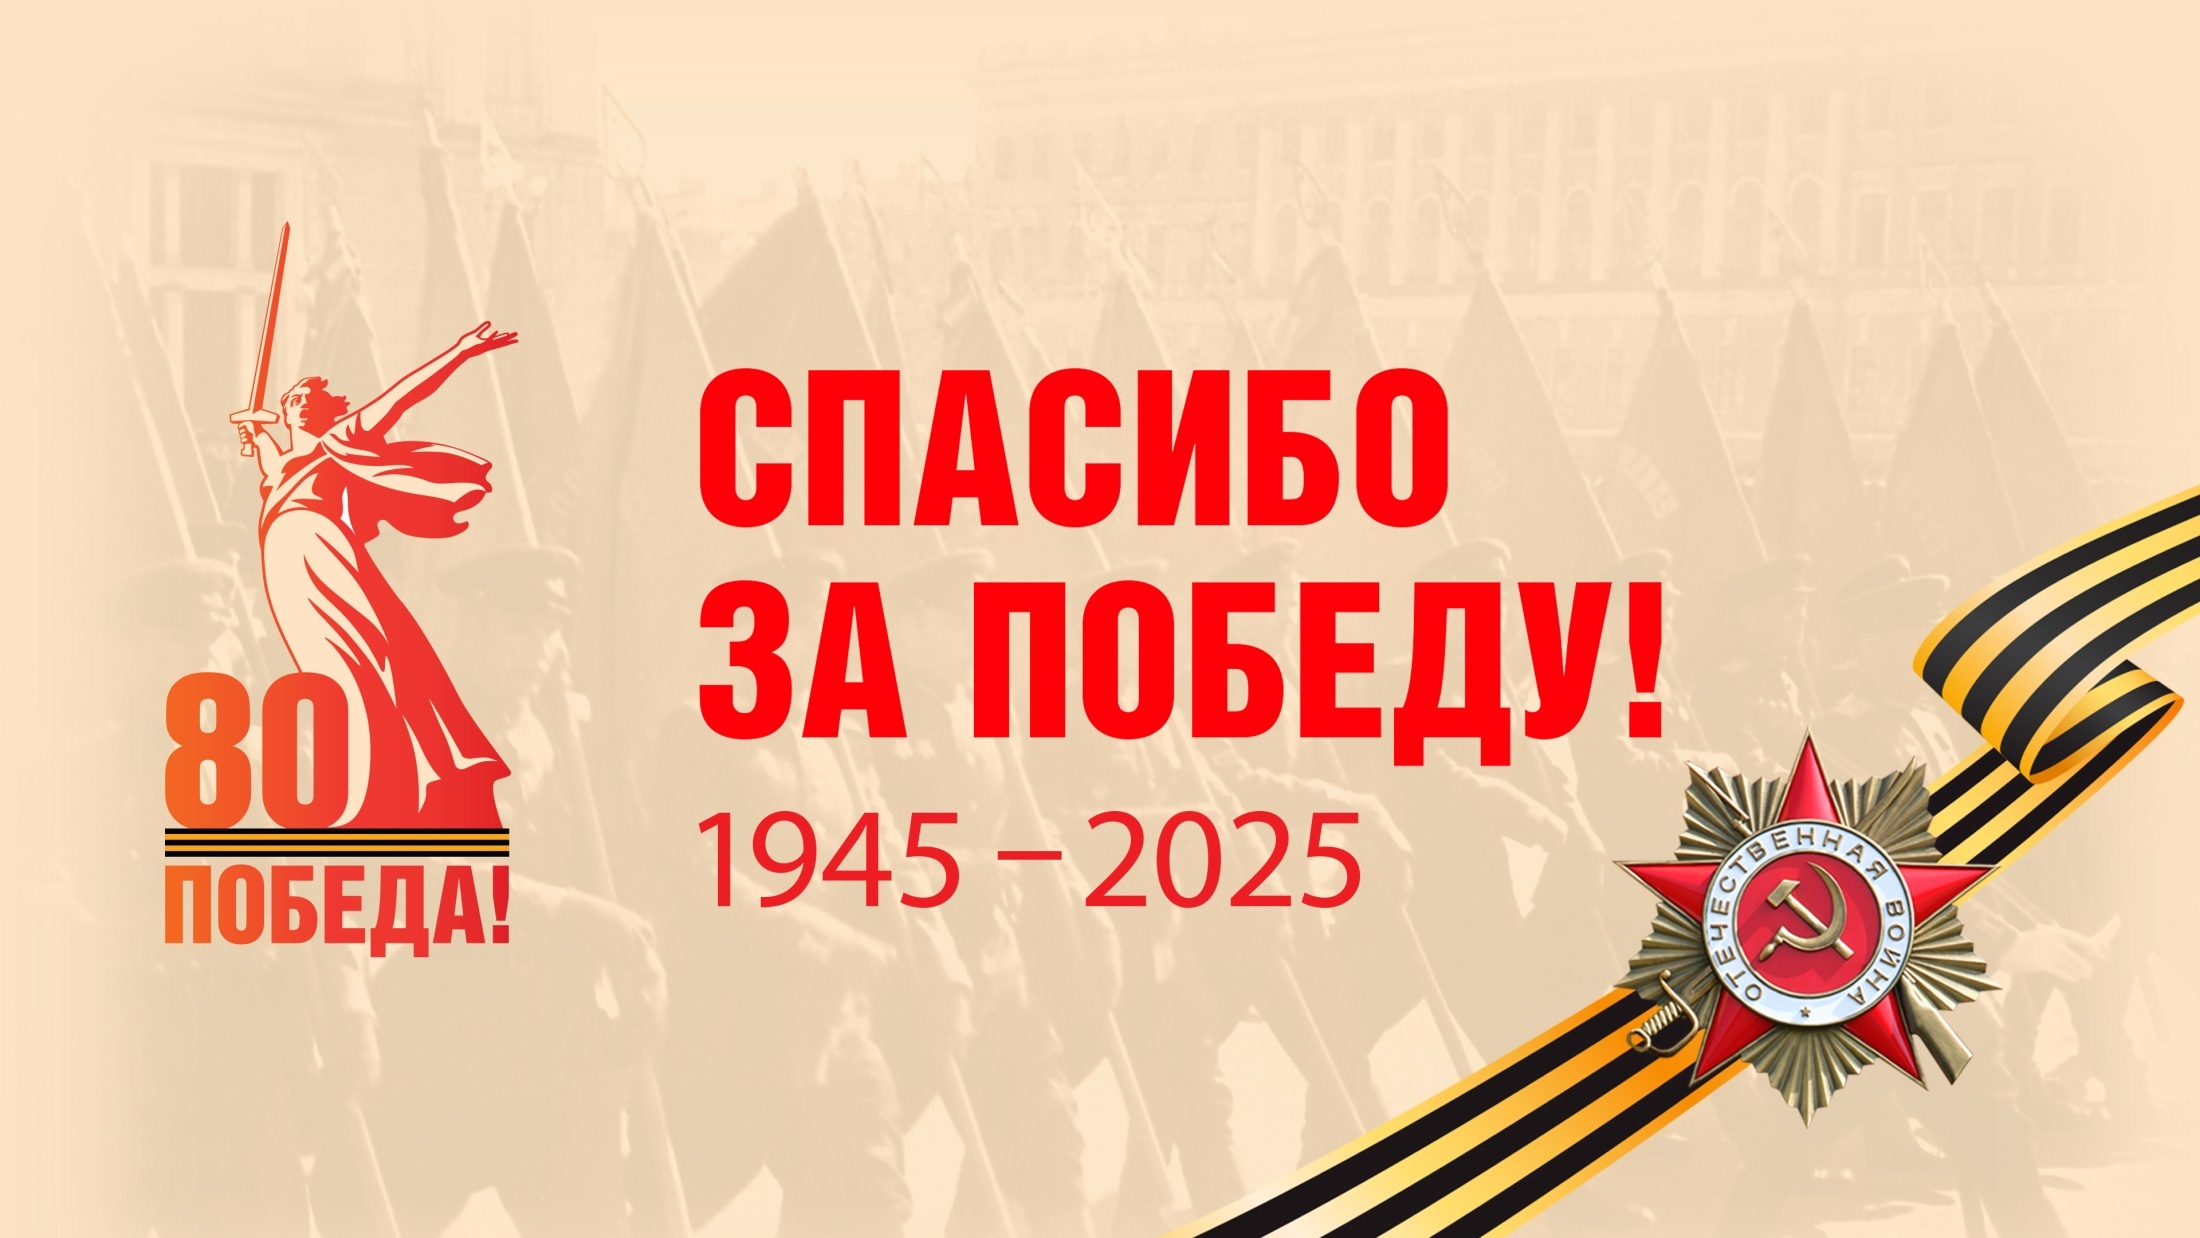 80
ПОБЕДА!
СПАСИБО
ЗА ПОБЕДУ!
1945 – 2025
ОТЕЧЕСТВЕННАЯ ВОЙНА